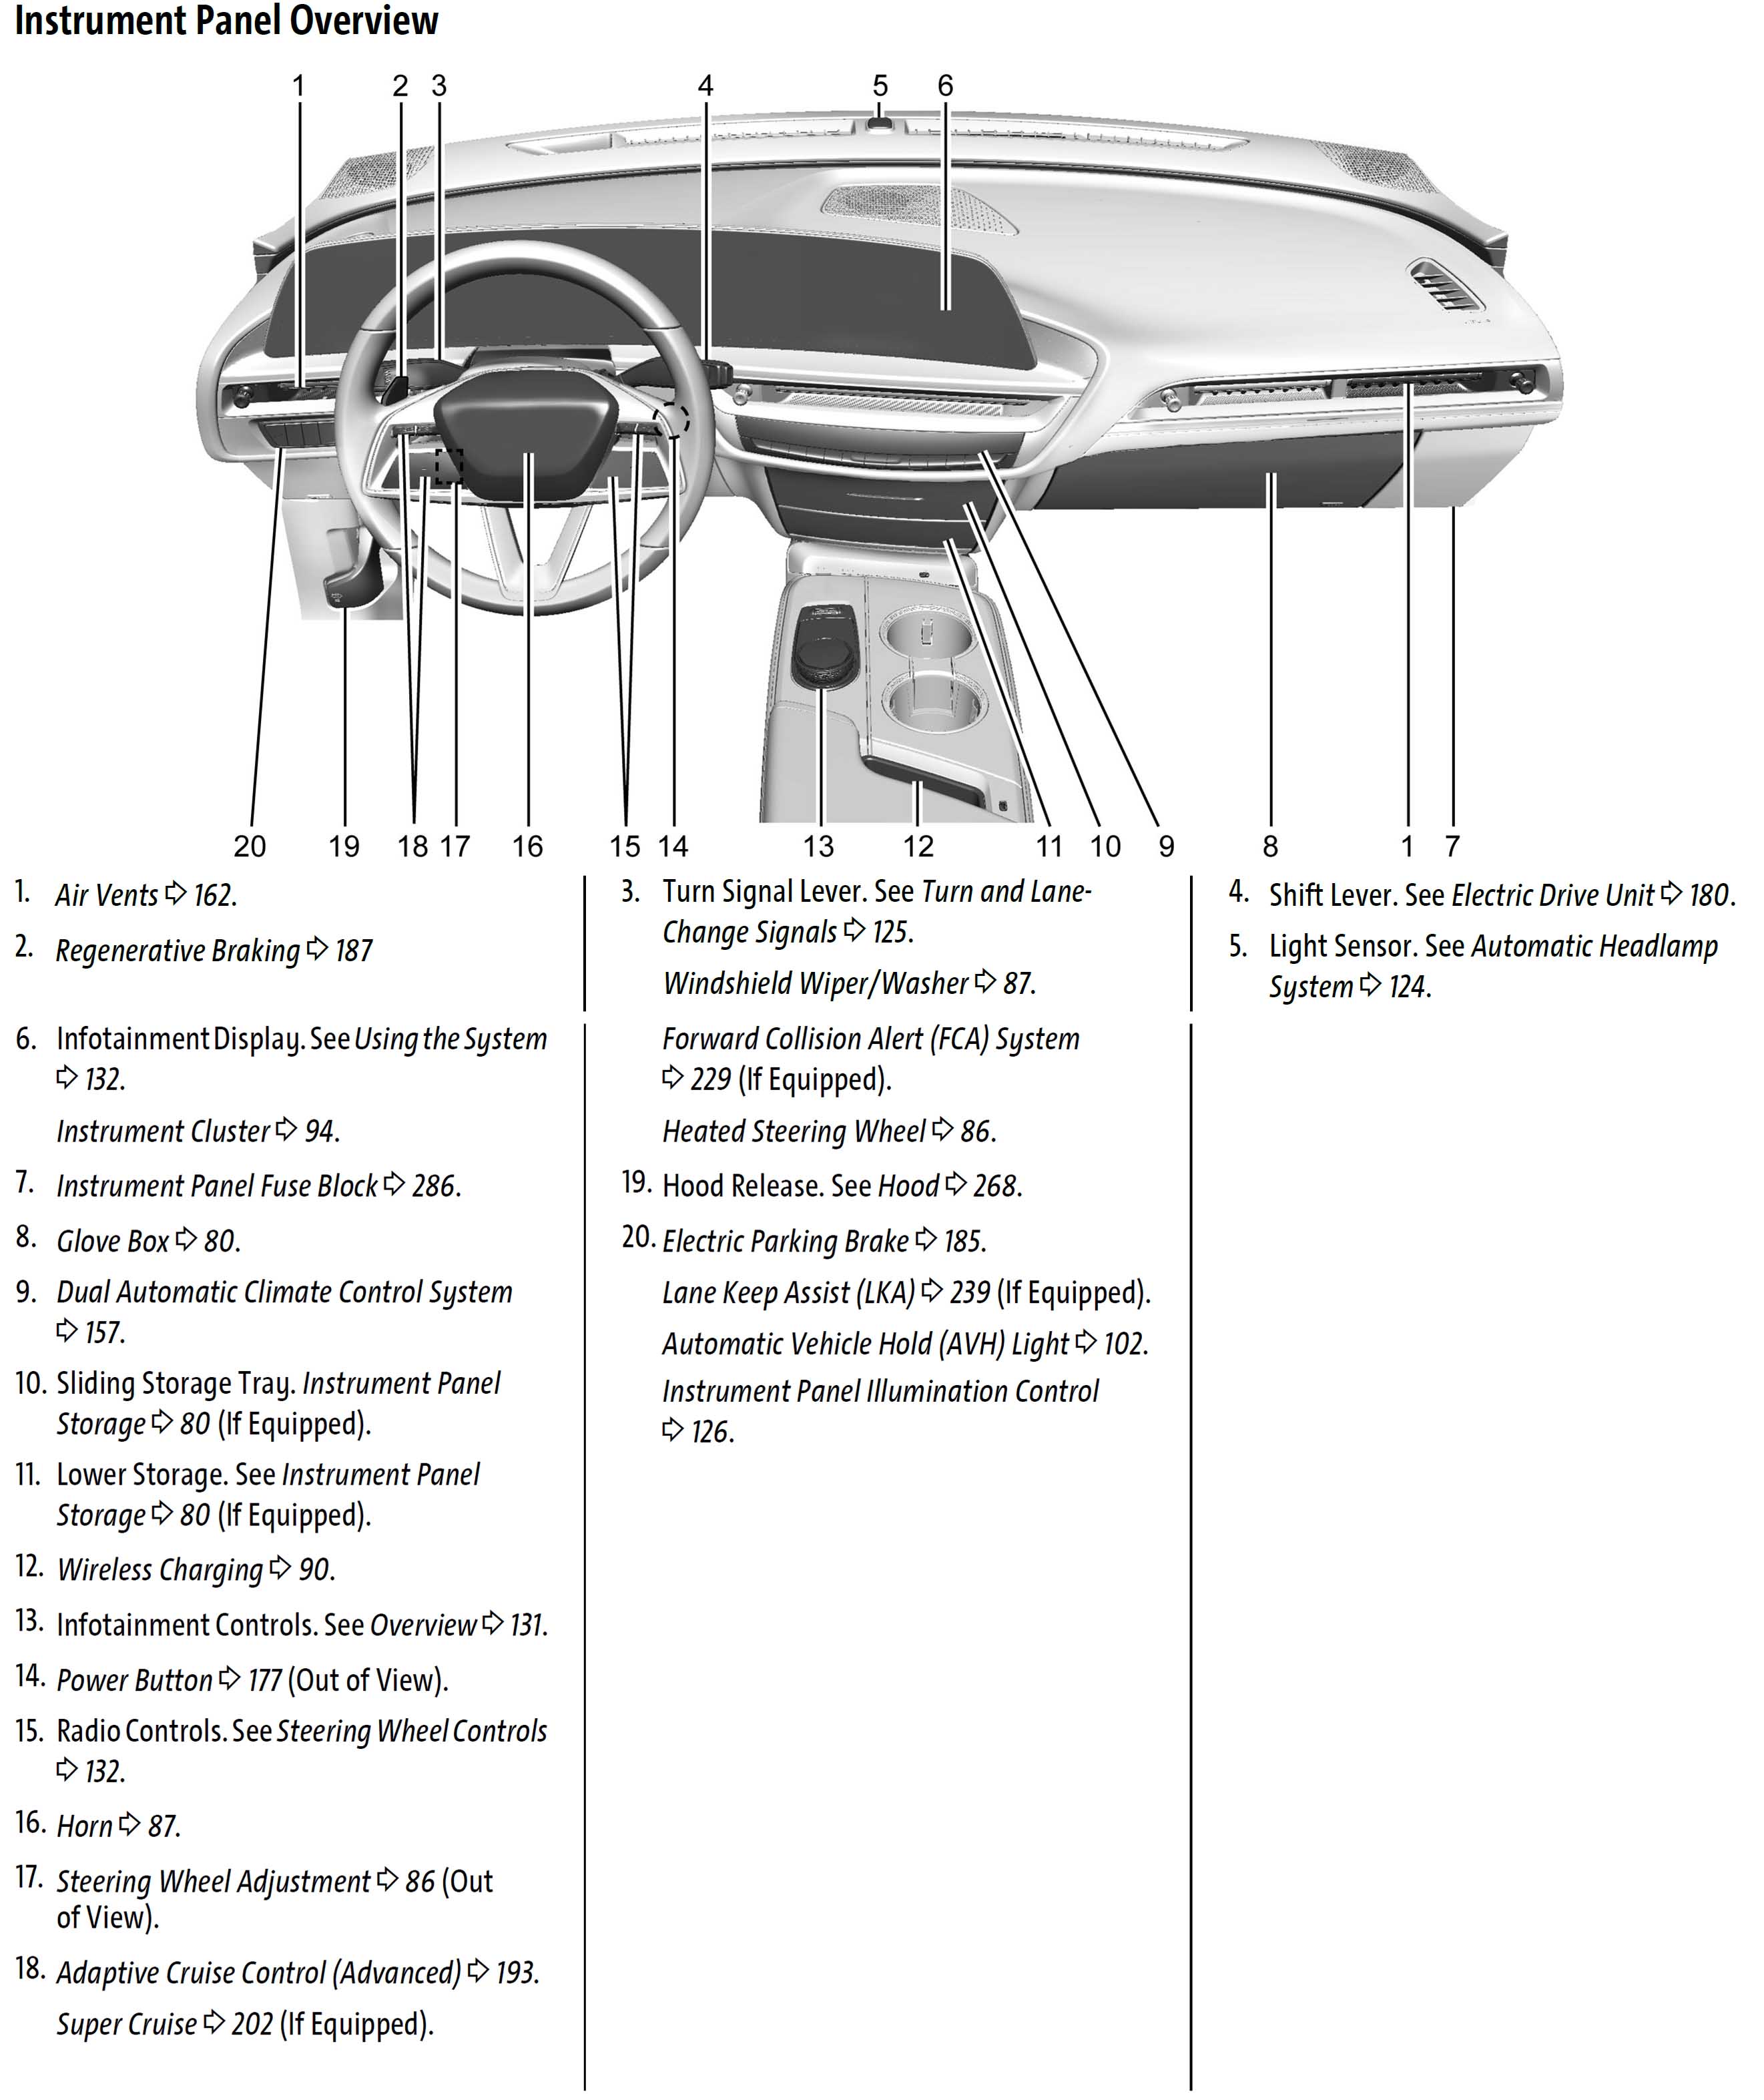 Instrument Panel Overview
1 2 3 4 5 6
20 19 18 17 16 15 14 13 12 11 10 9 8 1 7
1. Air Vents ⇨ 162.
2. Regenerative Braking ⇨ 187
3. Turn Signal Lever. See Turn and Lane-
Change Signals ⇨ 125.
Windshield Wiper/Washer ⇨ 87.
4. Shift Lever. See Electric Drive Unit ⇨ 180.
5. Light Sensor. See Automatic Headlamp
System ⇨ 124.
6. Infotainment Display. See Using the System
⇨ 132.
Instrument Cluster ⇨ 94.
7. Instrument Panel Fuse Block ⇨ 286.
8. Glove Box ⇨ 80.
9. Dual Automatic Climate Control System
⇨ 157.
10. Sliding Storage Tray. Instrument Panel
Storage ⇨ 80 (If Equipped).
11. Lower Storage. See Instrument Panel
Storage ⇨ 80 (If Equipped).
12. Wireless Charging ⇨ 90.
13. Infotainment Controls. See Overview ⇨ 131.
14. Power Button ⇨ 177 (Out of View).
15. Radio Controls. See Steering Wheel Controls
⇨ 132.
16. Horn ⇨ 87.
17. Steering Wheel Adjustment ⇨ 86 (Out
of View).
18. Adaptive Cruise Control (Advanced) ⇨ 193.
Super Cruise ⇨ 202 (If Equipped).
Forward Collision Alert (FCA) System
⇨ 229 (If Equipped).
Heated Steering Wheel ⇨ 86.
19. Hood Release. See Hood ⇨ 268.
20. Electric Parking Brake ⇨ 185.
Lane Keep Assist (LKA) ⇨ 239 (If Equipped).
Automatic Vehicle Hold (AVH) Light ⇨ 102.
Instrument Panel Illumination Control
⇨ 126.